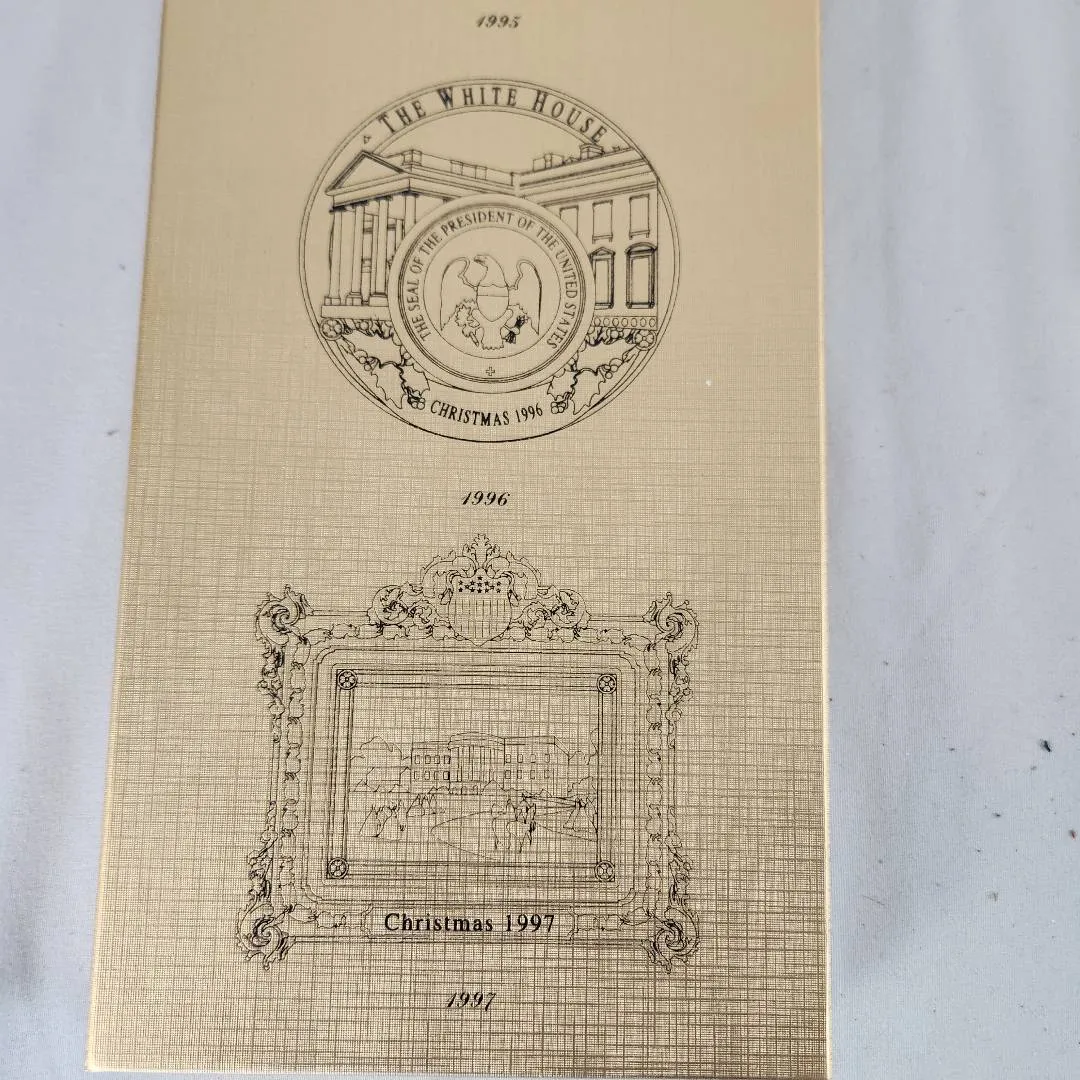 1995
THE WHITE HOUSE
THE SEAL OF THE PRESIDENT OF THE UNITED STATES
CHRISTMAS 1996
1996
Christmas 1997
1997